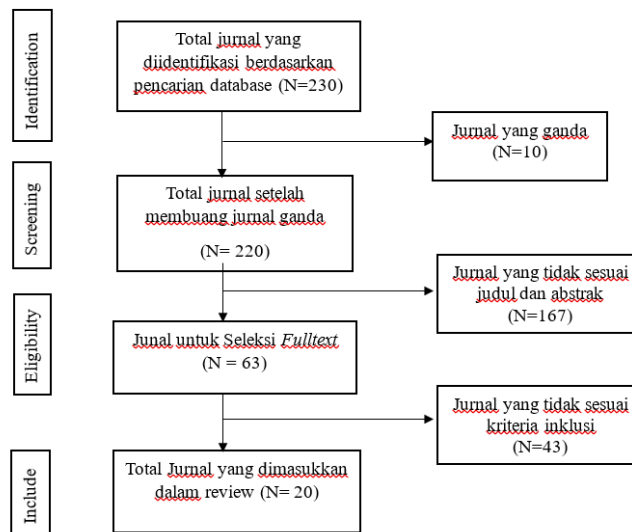 Identification
Total jurnal yang
diidentifikasi berdasarkan
pencarian database (N=230)
Jurnal yang ganda
(N=10)
Screening
Total jurnal setelah
membuang jurnal ganda
(N= 220)
Jurnal yang tidak sesuai
judul dan abstrak
(N=167)
Eligibility
Junal untuk Seleksi Fulltext
(N = 63)
Jurnal yang tidak sesuai
kriteria inklusi
(N=43)
Include
Total Jurnal yang dimasukkan
dalam review (N= 20)